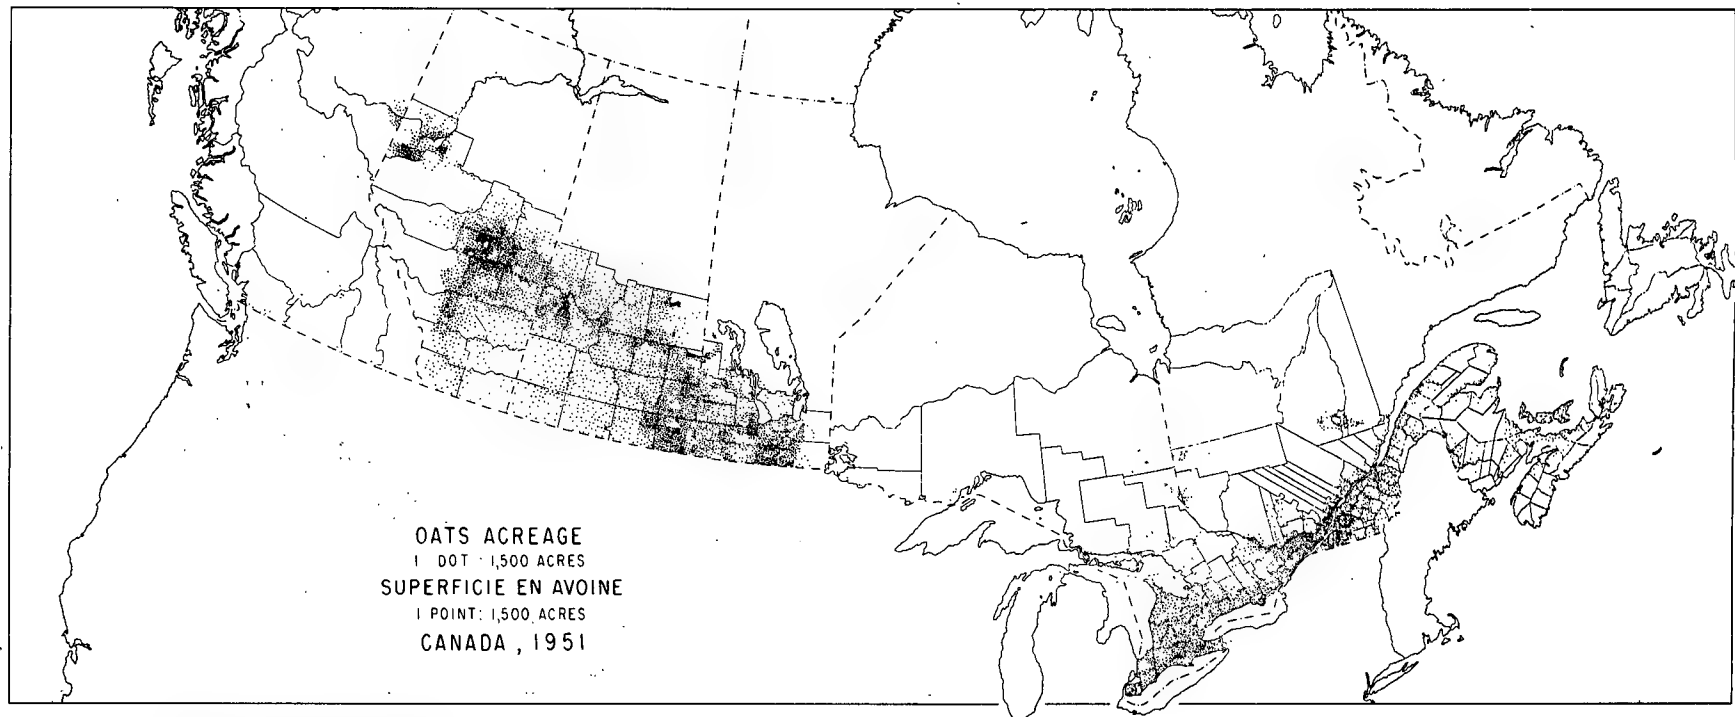 OATS ACREAGE
1 DOT : 1,500 ACRES
SUPERFICIE EN AVOINE
1 POINT: 1,500 ACRES
CANADA, 1951